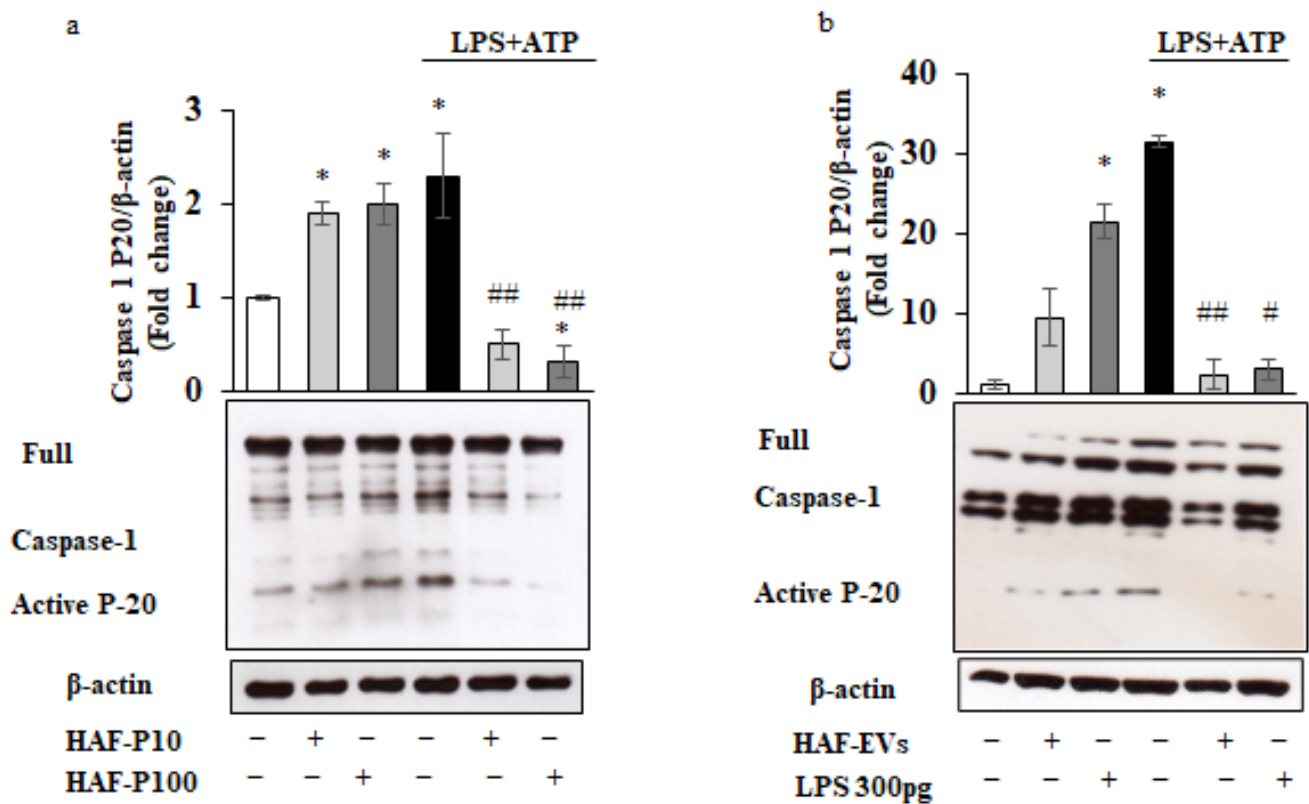 a
LPS+ATP
Caspase 1 P20/β-actin
(Fold change)
3
2
1
0
* * * ## ##
*
Full
Caspase-1
Active P-20
β-actin
HAF-P10 − + − − + −
HAF-P100 − − + − − +
b
LPS+ATP
Caspase 1 P20/β-actin
(Fold change)
40
30
20
10
0
* * ## #
Full
Caspase-1
Active P-20
β-actin
HAF-EVs − + − − + −
LPS 300pg − − + − − +